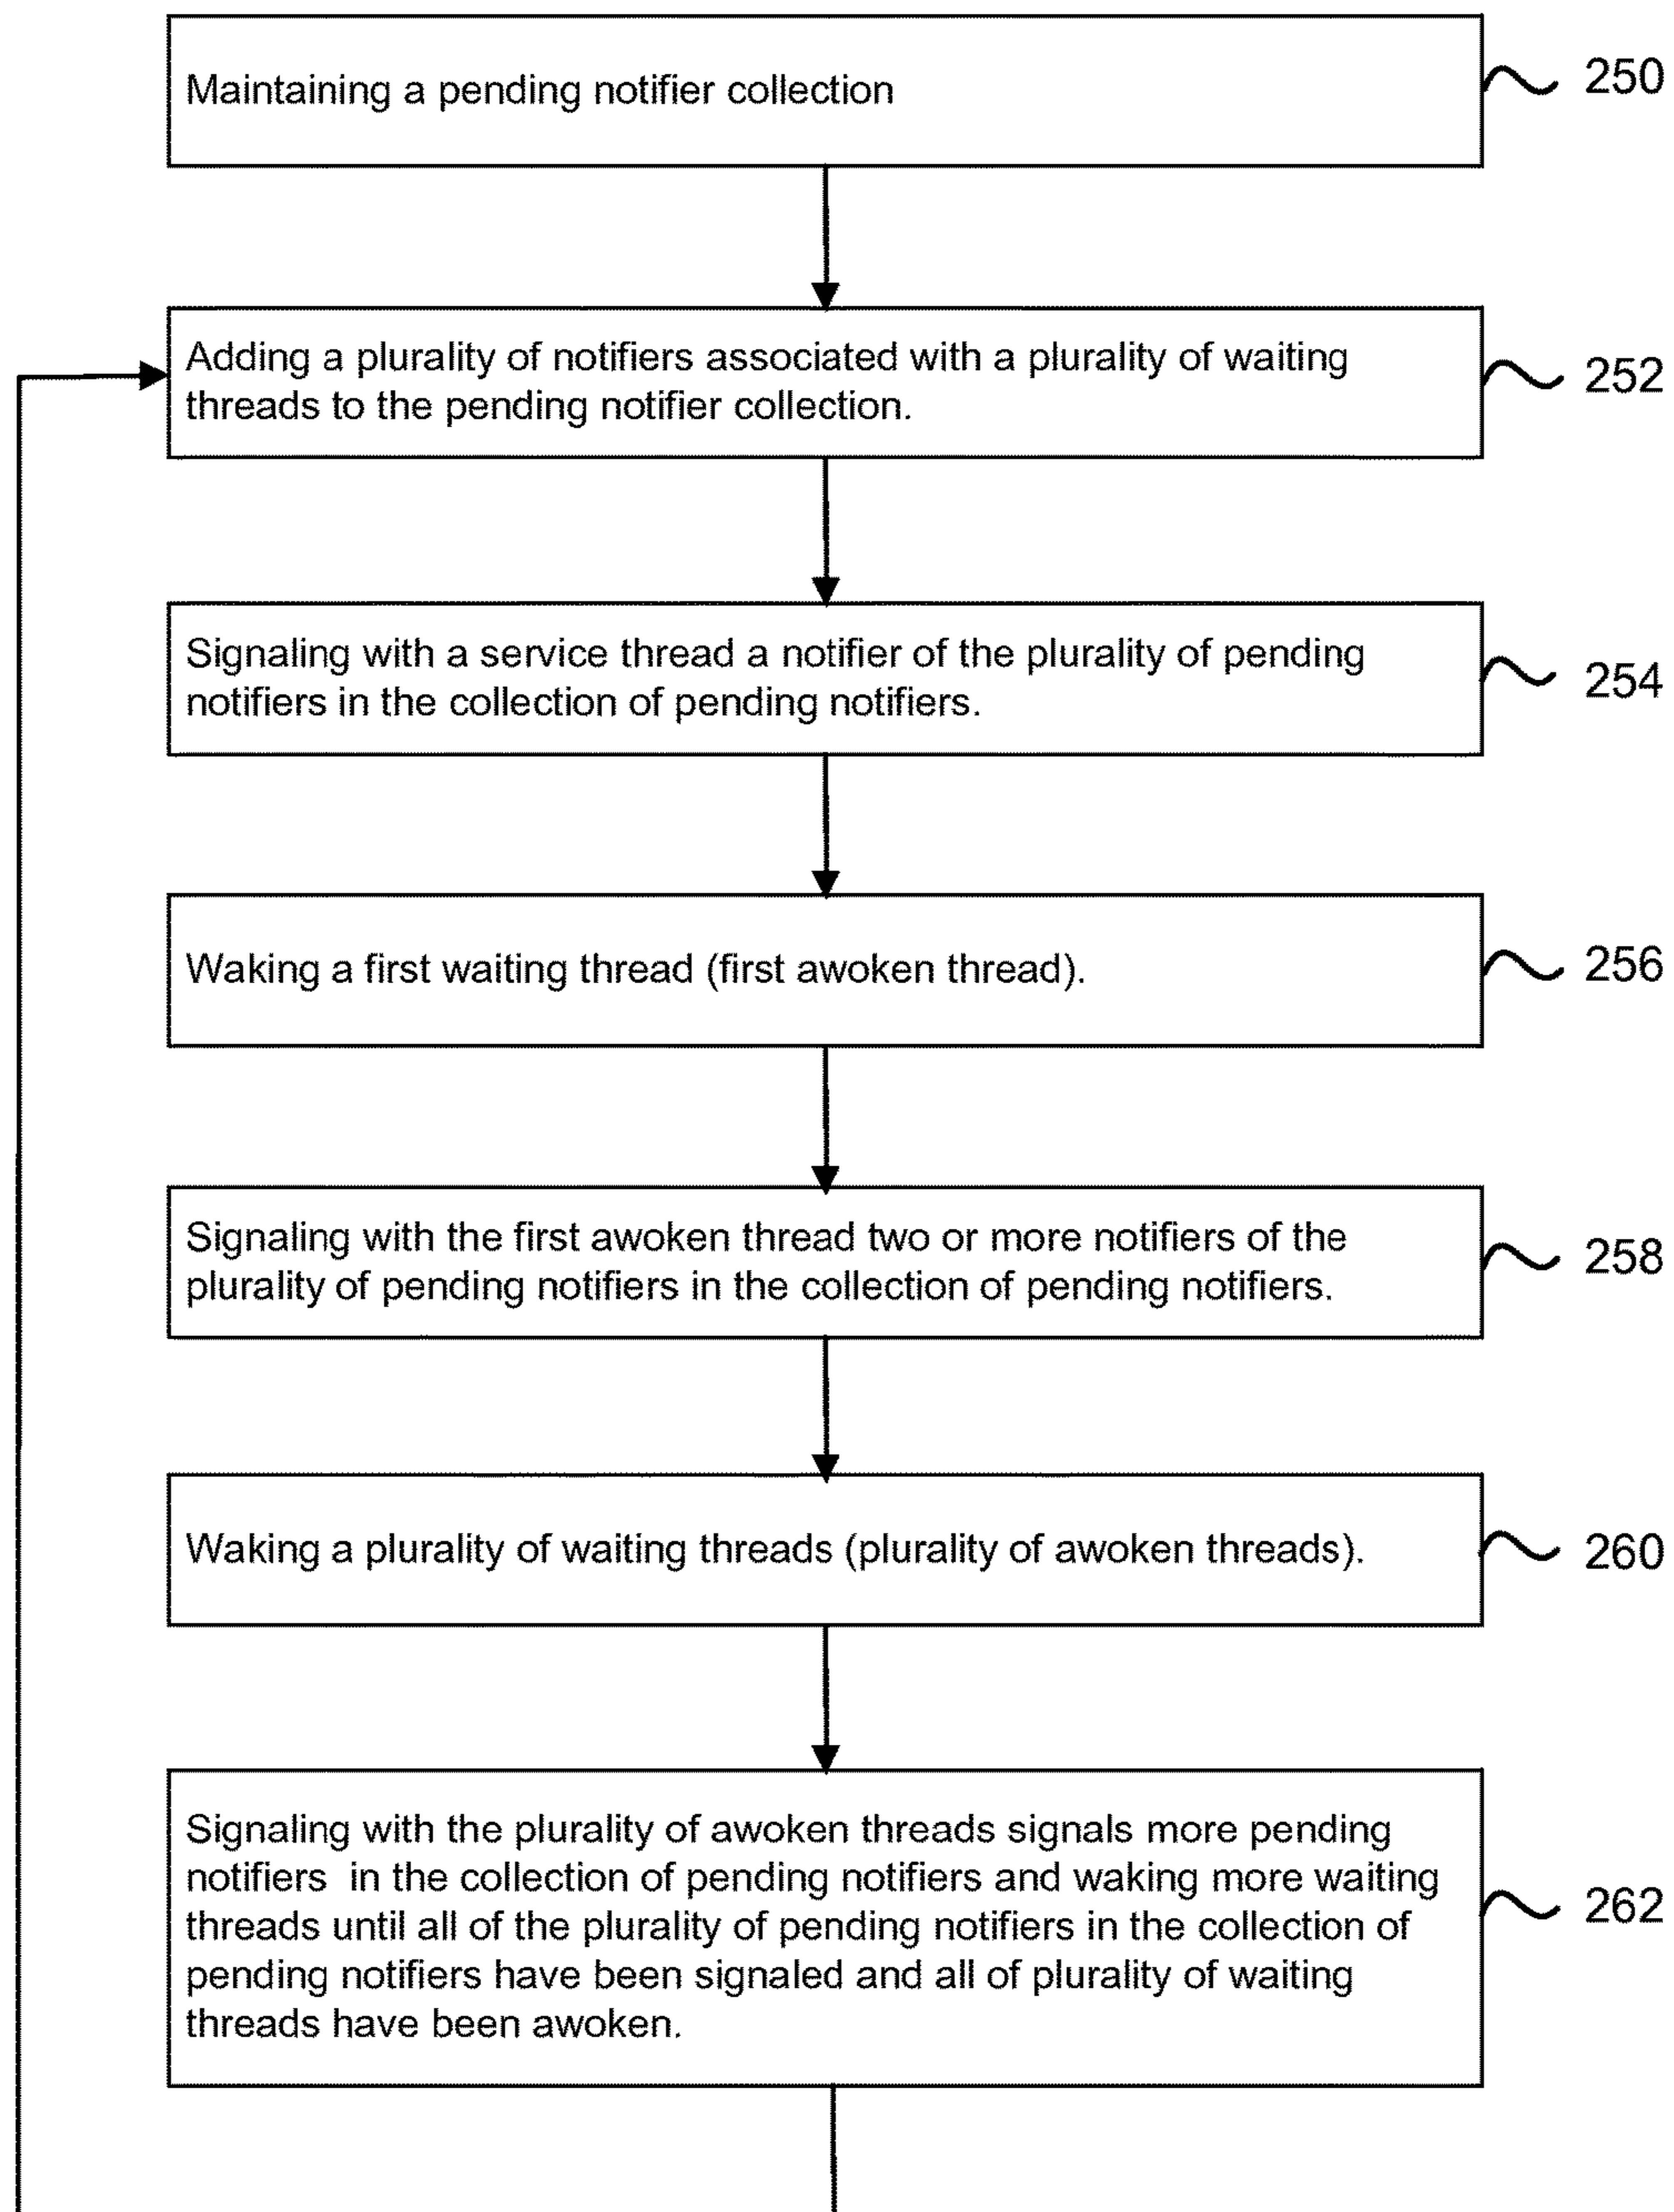 Maintaining a pending notifier collection
250
Adding a plurality of notifiers associated with a plurality of waiting
threads to the pending notifier collection.
252
Signaling with a service thread a notifier of the plurality of pending
notifiers in the collection of pending notifiers.
254
Waking a first waiting thread (first awoken thread).
256
Signaling with the first awoken thread two or more notifiers of the
plurality of pending notifiers in the collection of pending notifiers.
258
Waking a plurality of waiting threads (plurality of awoken threads).
260
Signaling with the plurality of awoken threads signals more pending
notifiers in the collection of pending notifiers and waking more waiting
threads until all of the plurality of pending notifiers in the collection of
pending notifiers have been signaled and all of plurality of waiting
threads have been awoken.
262